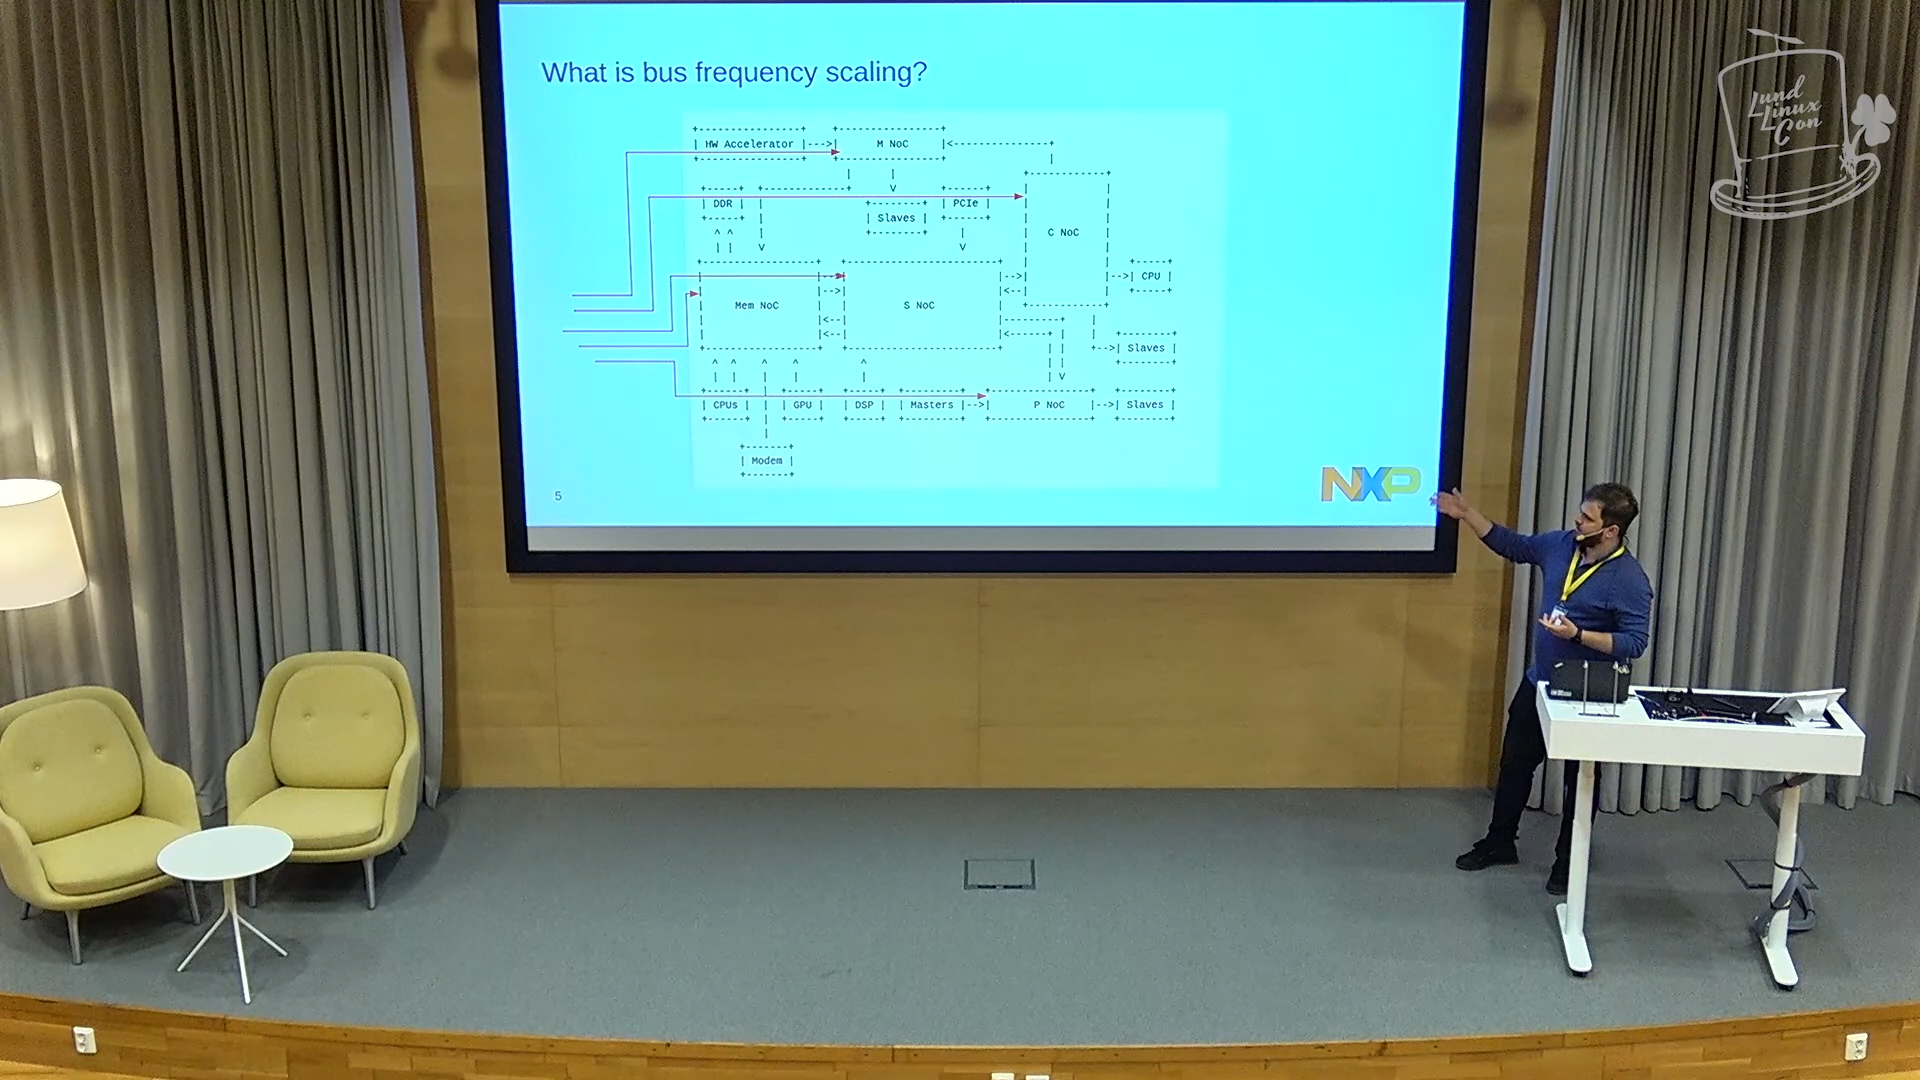 What is bus frequency scaling?
HW Accelerator
M NoC
DDR
Slaves
PCIe
C NoC
CPU
Mem NoC
S NoC
Slaves
CPUs
GPU
DSP
Masters
P NoC
Slaves
Modem
5
NXP
Lund
Linux
Con